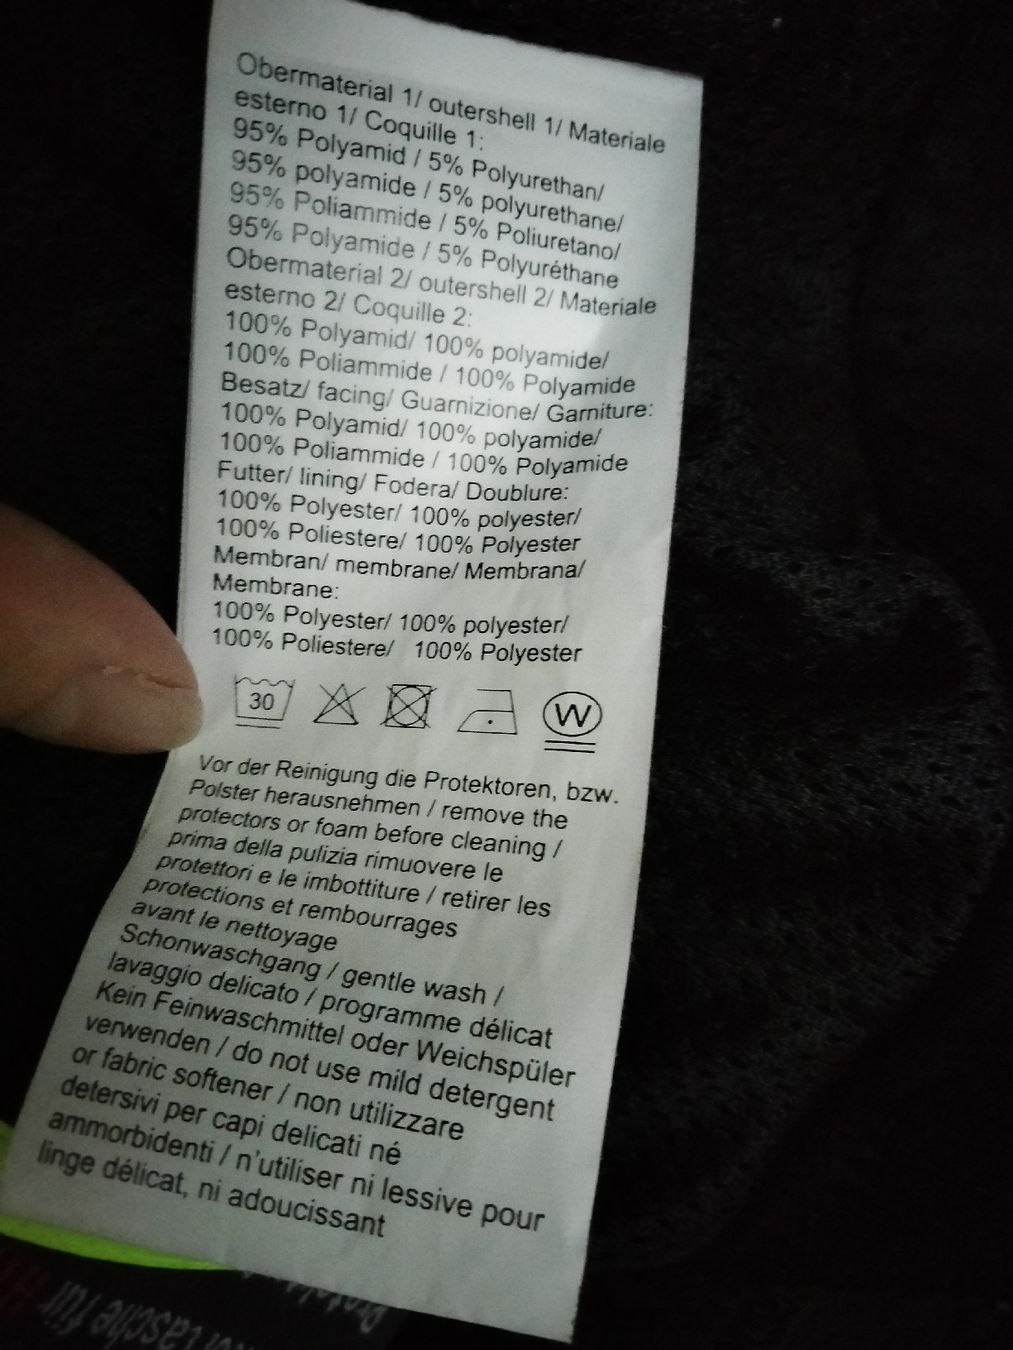 Obermaterial 1/ outershell 1/ Materiale
esterno 1/ Coquille 1:
95% Polyamid / 5% Polyurethan/
95% polyamide / 5% polyurethane/
95% Poliammide / 5% Poliuretano/
95% Polyamide / 5% Polyuréthane
Obermaterial 2/ outershell 2/ Materiale
esterno 2/ Coquille 2:
100% Polyamid/ 100% polyamide/
100% Poliammide / 100% Polyamide
Besatz/ facing/ Guarnizione/ Garniture:
100% Polyamid/ 100% polyamide/
100% Poliammide / 100% Polyamide
Futter/ lining/ Fodera/ Doublure:
100% Polyester/ 100% polyester/
100% Poliestere/ 100% Polyester
Membran/ membrane/ Membrana/
Membrane:
100% Polyester/ 100% polyester/
100% Poliestere/ 100% Polyester
30 W
Vor der Reinigung die Protektoren, bzw.
Polster herausnehmen / remove the
protectors or foam before cleaning /
prima della pulizia rimuovere le
protettori e le imbottiture / retirer les
protections et rembourrages
avant le nettoyage
Schonwaschgang / gentle wash /
lavaggio delicato / programme délicat
Kein Feinwaschmittel oder Weichspüler
verwenden / do not use mild detergent
or fabric softener / non utilizzare
detersivi per capi delicati né
ammorbidenti / n'utiliser ni lessive pour
linge délicat, ni adoucissant
für